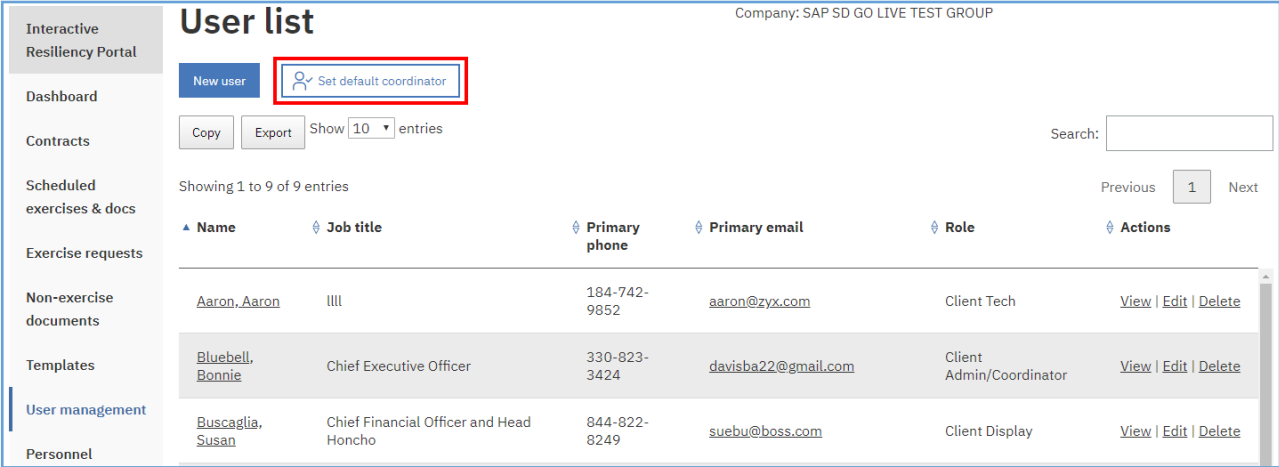 Interactive
Resiliency Portal
Dashboard
Contracts
Scheduled
exercises & docs
Exercise requests
Non-exercise
documents
Templates
User management
Personnel
User list
Company: SAP SD GO LIVE TEST GROUP
New user
Set default coordinator
Copy
Export
Show 10 entries
Search:
Showing 1 to 9 of 9 entries
Previous 1 Next
Name Job title Primary phone Primary email Role Actions
Aaron, Aaron llll 184-742-9852 aaron@zyx.com Client Tech View | Edit | Delete
Bluebell, Bonnie Chief Executive Officer 330-823-3424 davisba22@gmail.com Client Admin/Coordinator View | Edit | Delete
Buscaglia, Susan Chief Financial Officer and Head Honcho 844-822-8249 suebu@boss.com Client Display View | Edit | Delete